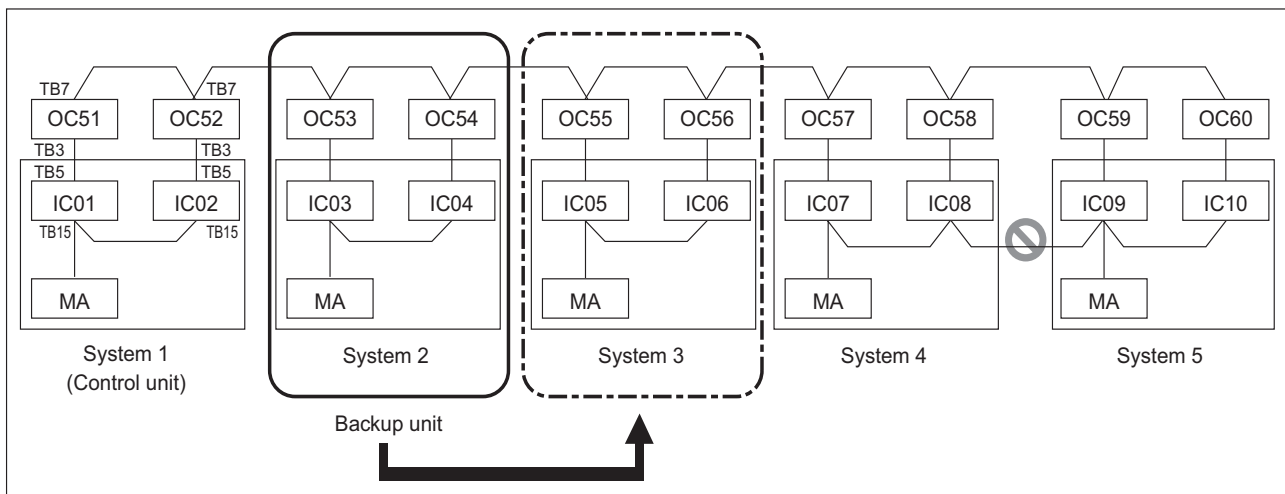 TB7 TB7
OC51 OC52 OC53 OC54 OC55 OC56 OC57 OC58 OC59 OC60
TB3 TB3
TB5 TB5
IC01 IC02 IC03 IC04 IC05 IC06 IC07 IC08 IC09 IC10
TB15 TB15
MA MA MA MA MA
System 1 System 2 System 3 System 4 System 5
(Control unit)
Backup unit